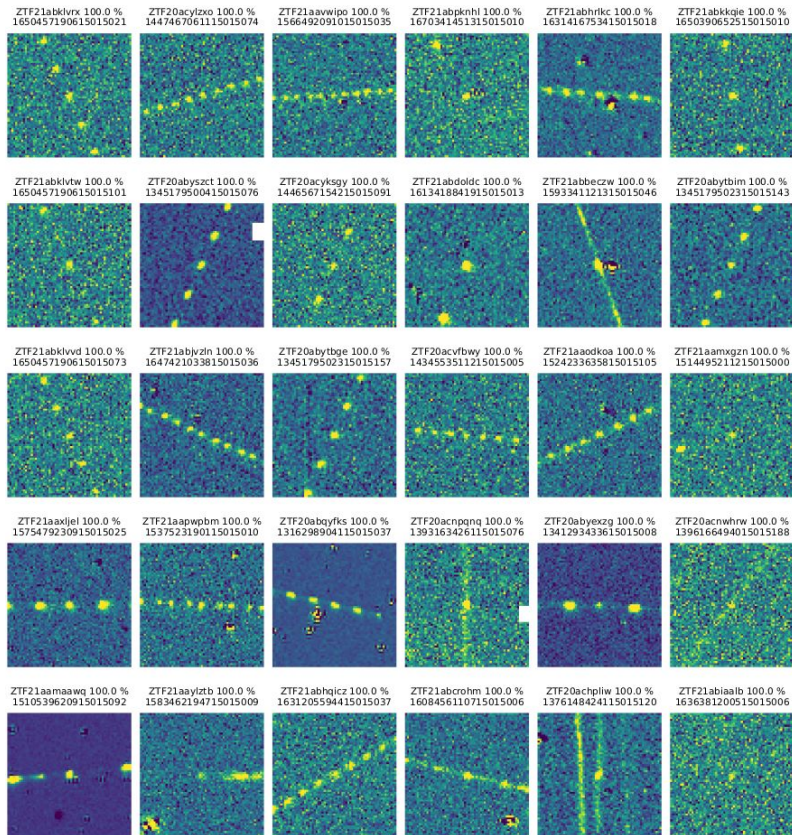 ZTF21abklvrx 100.0 %
1650457190615015021
ZTF20acylzxo 100.0 %
1447467061115015074
ZTF21aavwipo 100.0 %
1566492091015015035
ZTF21abpknhl 100.0 %
1670341451315015010
ZTF21abhrlkc 100.0 %
1631416753415015018
ZTF21abkkqie 100.0 %
1650390652515015010
ZTF21abklvtw 100.0 %
1650457190615015101
ZTF20abyszct 100.0 %
1345179500415015076
ZTF20acyksgy 100.0 %
1446567154215015091
ZTF21abdoldc 100.0 %
1613418841915015013
ZTF21abbeczw 100.0 %
1593341121315015046
ZTF20abytbim 100.0 %
1345179502315015143
ZTF21abklvvd 100.0 %
1650457190615015073
ZTF21abjvzln 100.0 %
1647421033815015036
ZTF20abytbge 100.0 %
1345179502315015157
ZTF20acvfbwy 100.0 %
1434553511215015005
ZTF21aaodkoa 100.0 %
1524233635815015105
ZTF21aamxgzn 100.0 %
1514495211215015000
ZTF21aaxljel 100.0 %
1575479230915015025
ZTF21aapwpbm 100.0 %
1537523190115015010
ZTF20abqyfks 100.0 %
1316298904115015037
ZTF20acnpqnq 100.0 %
1393163426115015076
ZTF20abyexzg 100.0 %
1341293433615015008
ZTF20acnwhrw 100.0 %
1396166494015015188
ZTF21aamaawq 100.0 %
1510539620915015092
ZTF21aaylztb 100.0 %
1583462194715015009
ZTF21abhqicz 100.0 %
1631205594415015037
ZTF21abcrohm 100.0 %
1608456110715015006
ZTF20achpliw 100.0 %
1376148424115015120
ZTF21abiaalb 100.0 %
1636381200515015006